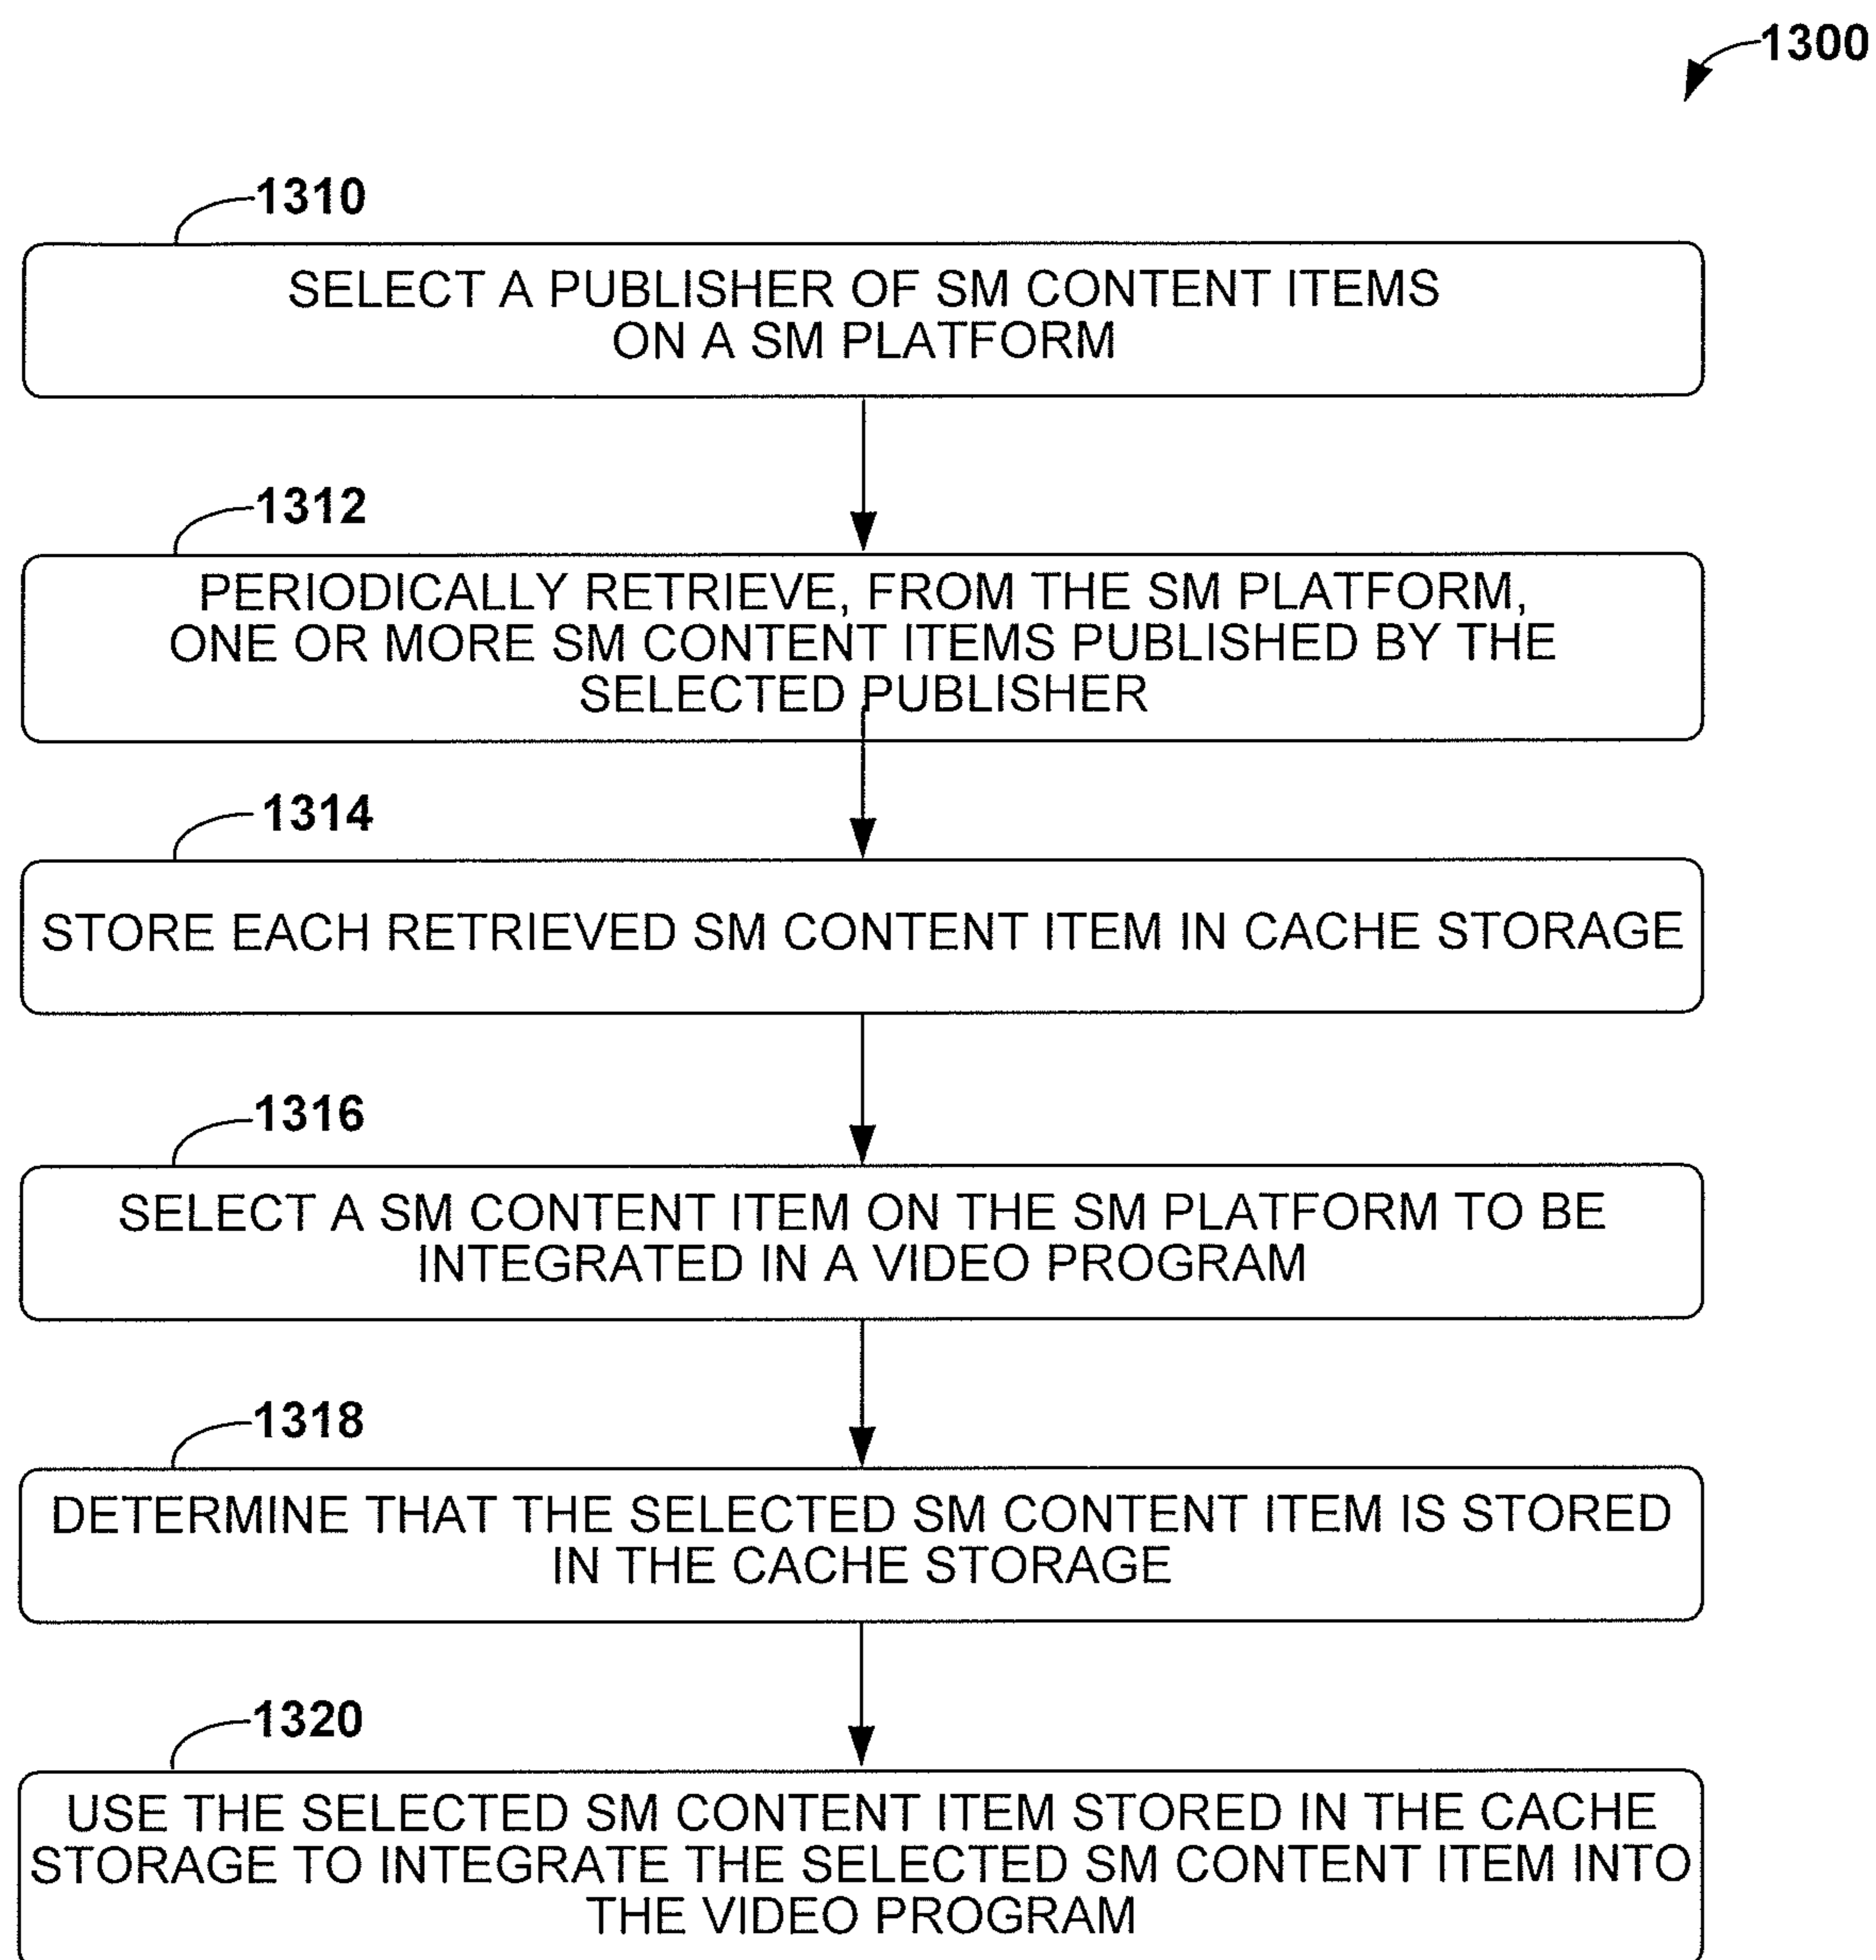 1300
1310
SELECT A PUBLISHER OF SM CONTENT ITEMS
ON A SM PLATFORM
1312
PERIODICALLY RETRIEVE, FROM THE SM PLATFORM,
ONE OR MORE SM CONTENT ITEMS PUBLISHED BY THE
SELECTED PUBLISHER
1314
STORE EACH RETRIEVED SM CONTENT ITEM IN CACHE STORAGE
1316
SELECT A SM CONTENT ITEM ON THE SM PLATFORM TO BE
INTEGRATED IN A VIDEO PROGRAM
1318
DETERMINE THAT THE SELECTED SM CONTENT ITEM IS STORED
IN THE CACHE STORAGE
1320
USE THE SELECTED SM CONTENT ITEM STORED IN THE CACHE
STORAGE TO INTEGRATE THE SELECTED SM CONTENT ITEM INTO
THE VIDEO PROGRAM